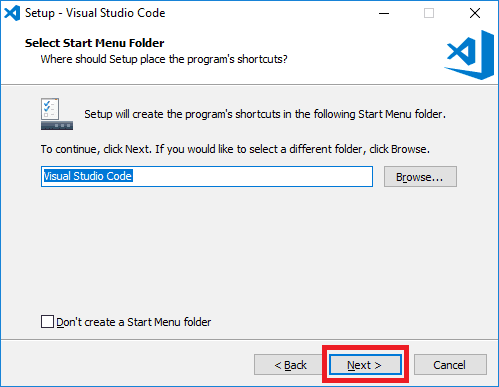 Setup - Visual Studio Code
Select Start Menu Folder
Where should Setup place the program's shortcuts?
Setup will create the program's shortcuts in the following Start Menu folder.
To continue, click Next. If you would like to select a different folder, click Browse.
Visual Studio Code
Browse...
Don't create a Start Menu folder
< Back
Next >
Cancel